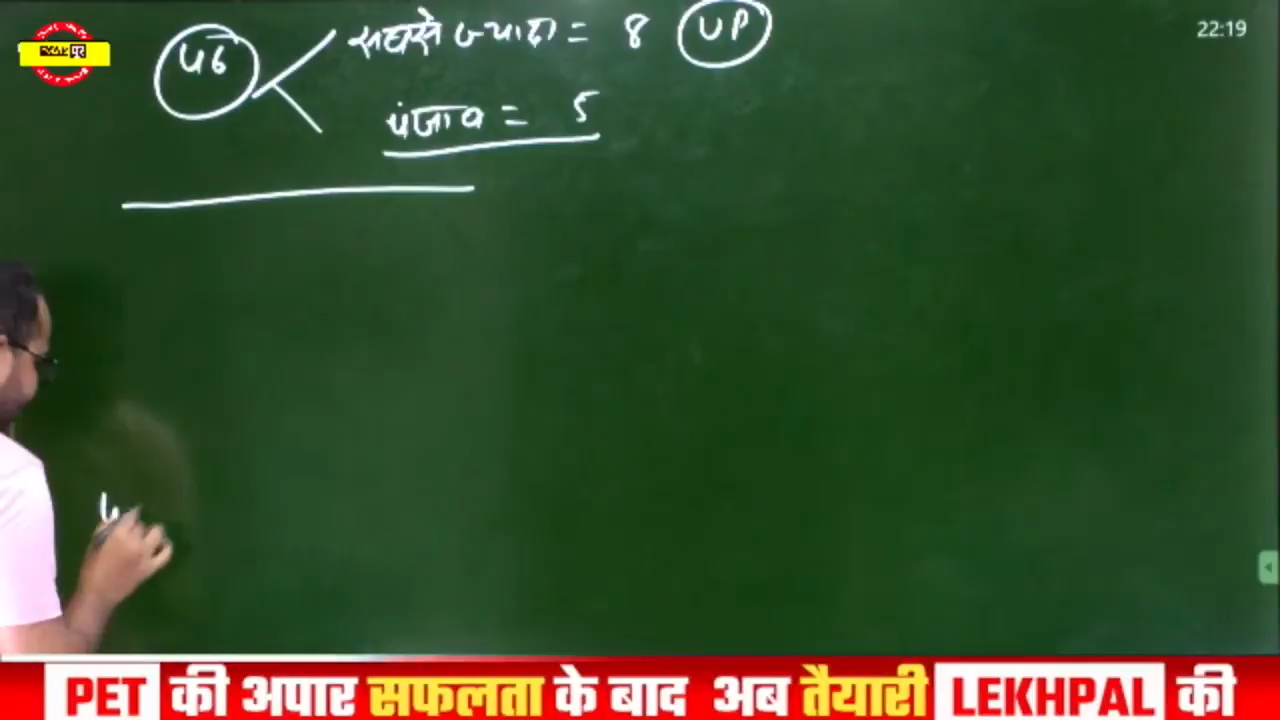 सबसे ज्यादा = 8 UP
46
पंजाब = 5
22:19
PET की अपार सफलता के बाद अब तैयारी LEKHPAL की